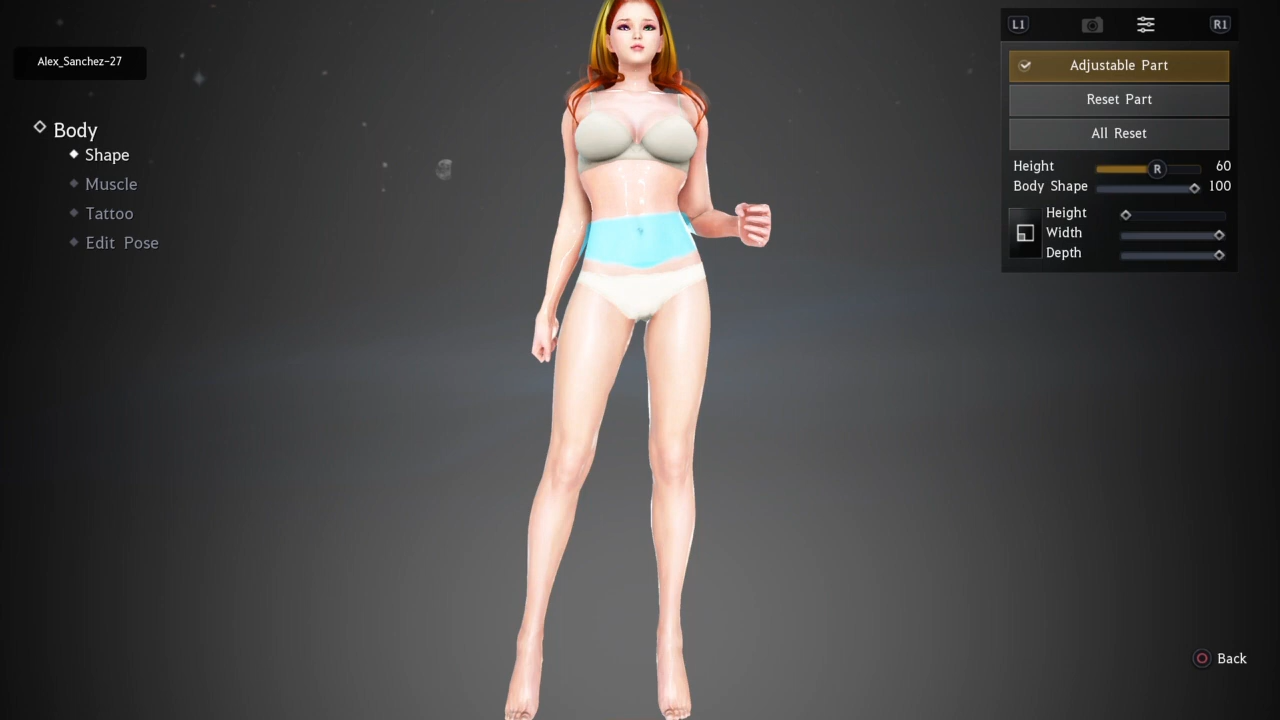 Alex_Sanchez-27
Body
Shape
Muscle
Tattoo
Edit Pose
L1
R1
Adjustable Part
Reset Part
All Reset
Height R 60
Body Shape 100
Height
Width
Depth
Back